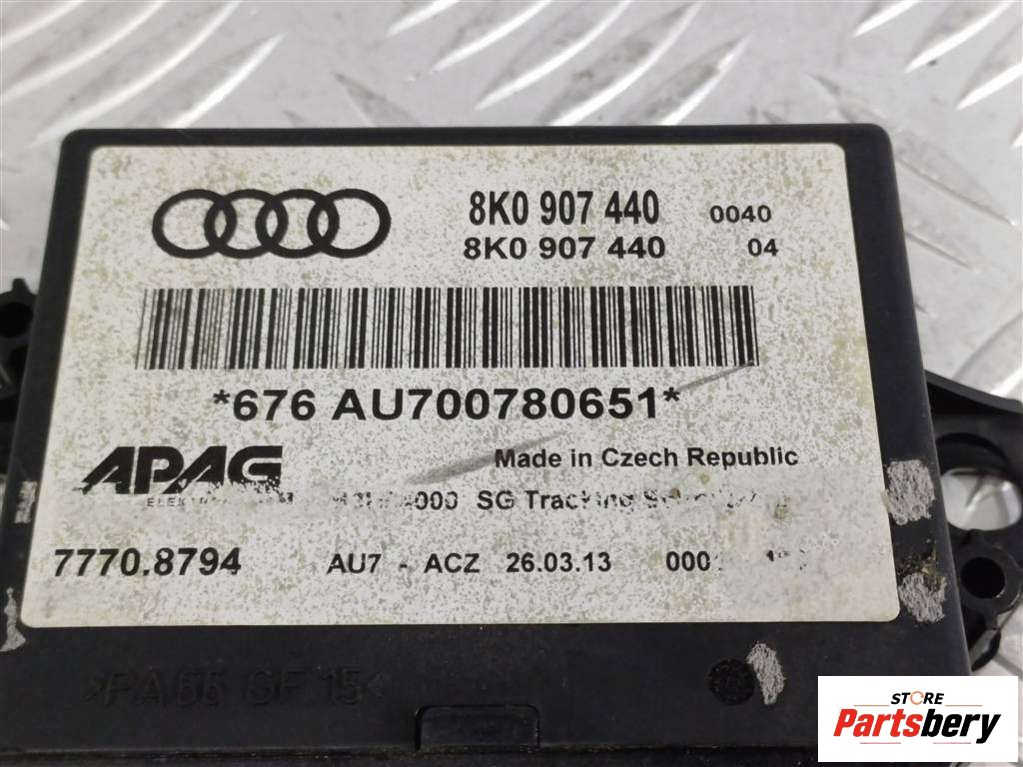 8K0 907 440 0040
8K0 907 440 04
*676 AU700780651*
APAG
Made in Czech Republic
SG Tracking
7770.8794 AU7 - ACZ 26.03.13
STORE
Partsbery